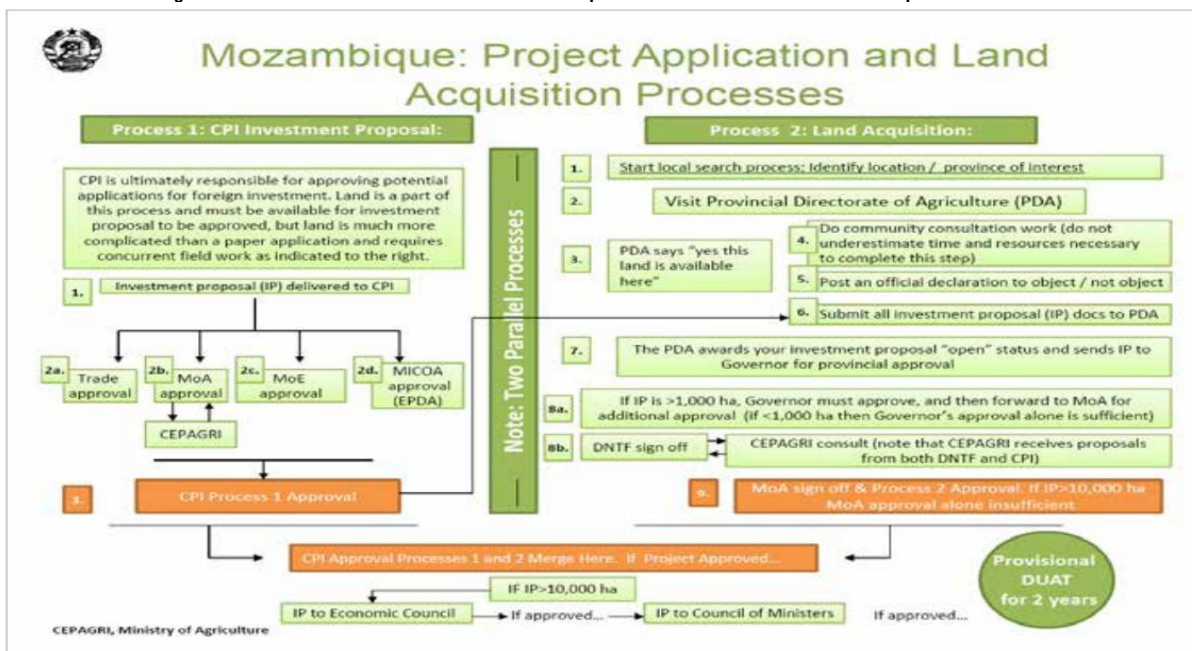 Mozambique: Project Application and Land
Acquisition Processes
Process 1: CPI Investment Proposal:
CPI is ultimately responsible for approving potential
applications for foreign investment. Land is a part of
this process and must be available for investment
proposal to be approved, but land is much more
complicated than a paper application and requires
concurrent field work as indicated to the right.
1.
Investment proposal (IP) delivered to CPI
2a.
Trade
approval
2b.
MoA
approval
2c.
MoE
approval
2d.
MICOA
approval
(EPDA)
CEPAGRI
3.
CPI Process 1 Approval
Note: Two Parallel Processes
Process 2: Land Acquisition:
1.
Start local search process; Identify location / province of interest
2.
Visit Provincial Directorate of Agriculture (PDA)
3.
PDA says "yes this
land is available
here"
4.
Do community consultation work (do not
underestimate time and resources necessary
to complete this step)
5.
Post an official declaration to object / not object
6.
Submit all investment proposal (IP) docs to PDA
7.
The PDA awards your investment proposal "open" status and sends IP to
Governor for provincial approval
8a.
If IP is >1,000 ha, Governor must approve, and then forward to MoA for
additional approval (if <1,000 ha then Governor's approval alone is sufficient)
8b.
DNTF sign off
CEPAGRI consult (note that CEPAGRI receives proposals
from both DNTF and CPI)
9.
MoA sign off & Process 2 Approval. If IP>10,000 ha
MoA approval alone insufficient
CPI Approval Processes 1 and 2 Merge Here. If Project Approved...
IF IP>10,000 ha
IP to Economic Council
If approved...
IP to Council of Ministers
If approved...
Provisional
DUAT
for 2 years
CEPAGRI, Ministry of Agriculture